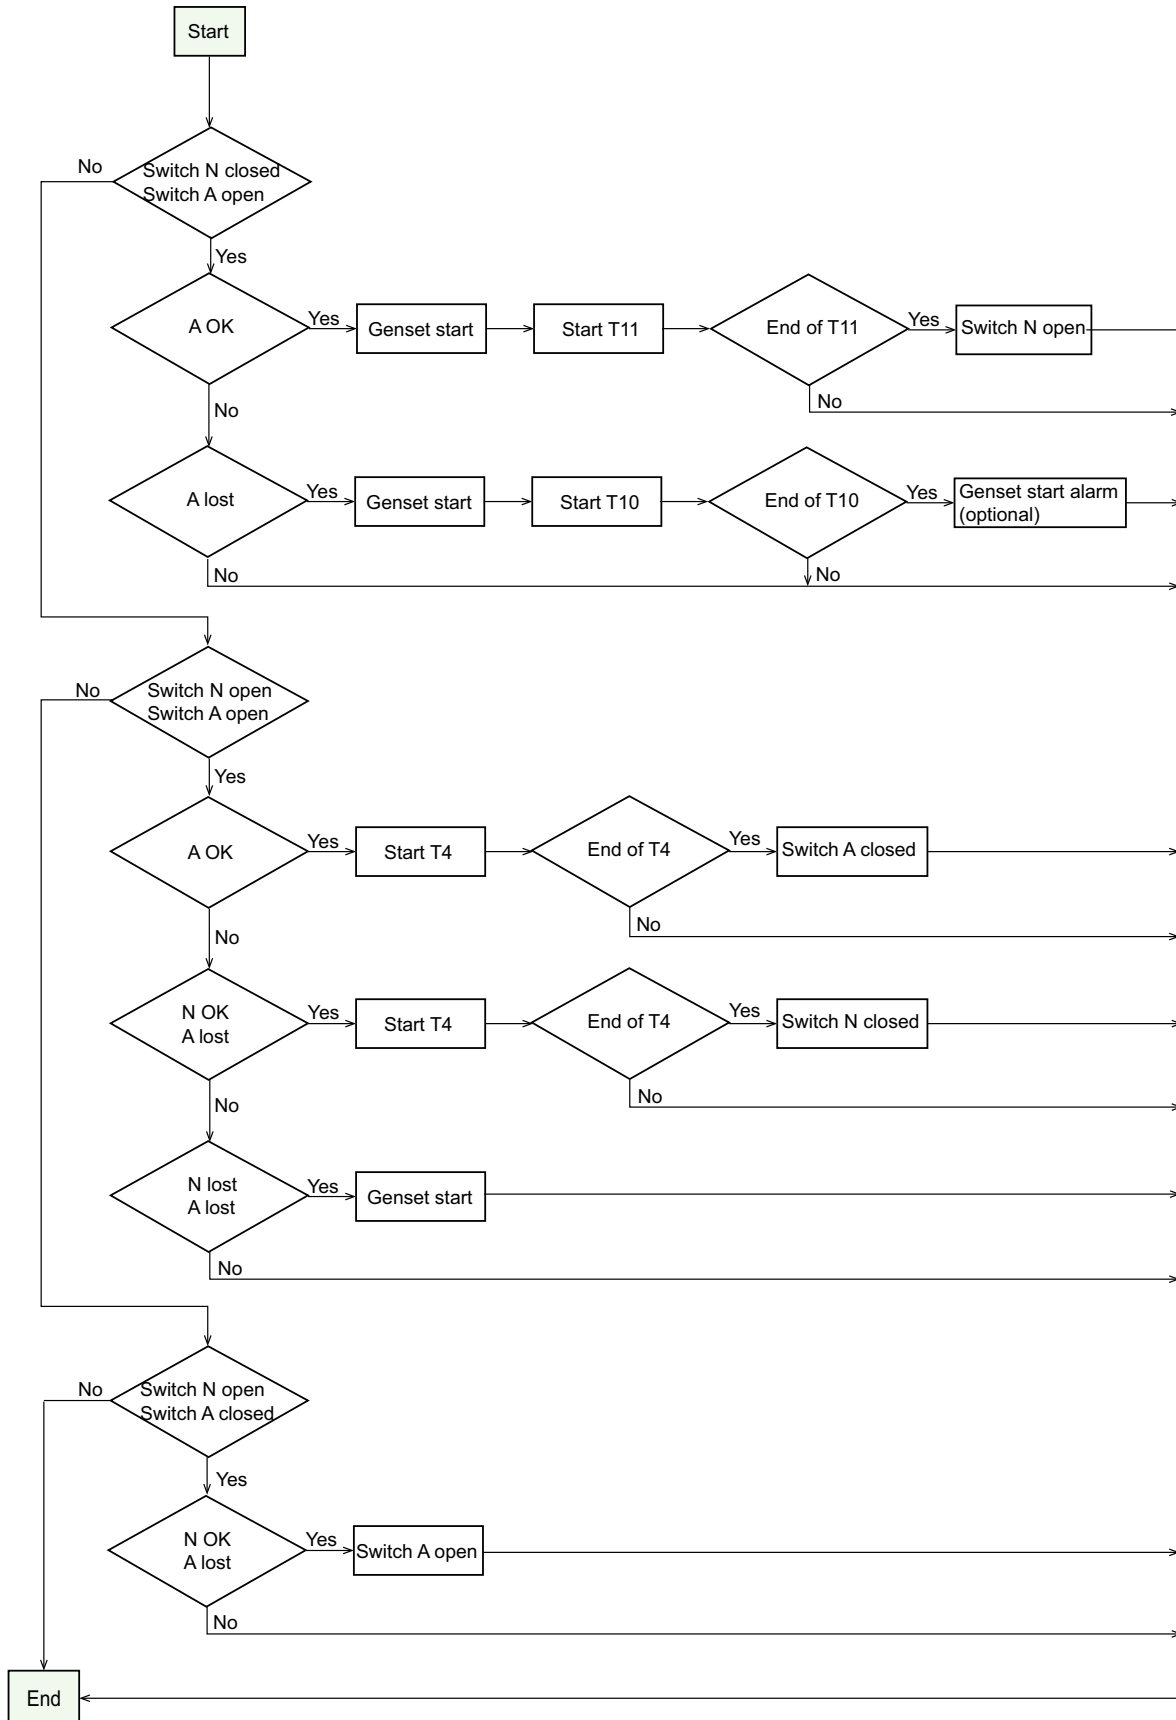 Start
No
Switch N closed
Switch A open
Yes
A OK
Yes
Genset start
Start T11
End of T11
Yes
Switch N open
No
No
A lost
Yes
Genset start
Start T10
End of T10
Yes
Genset start alarm
(optional)
No
No
No
Switch N open
Switch A open
Yes
A OK
Yes
Start T4
End of T4
Yes
Switch A closed
No
No
N OK
A lost
Yes
Start T4
End of T4
Yes
Switch N closed
No
No
N lost
A lost
Yes
Genset start
No
No
Switch N open
Switch A closed
Yes
N OK
A lost
Yes
Switch A open
No
End